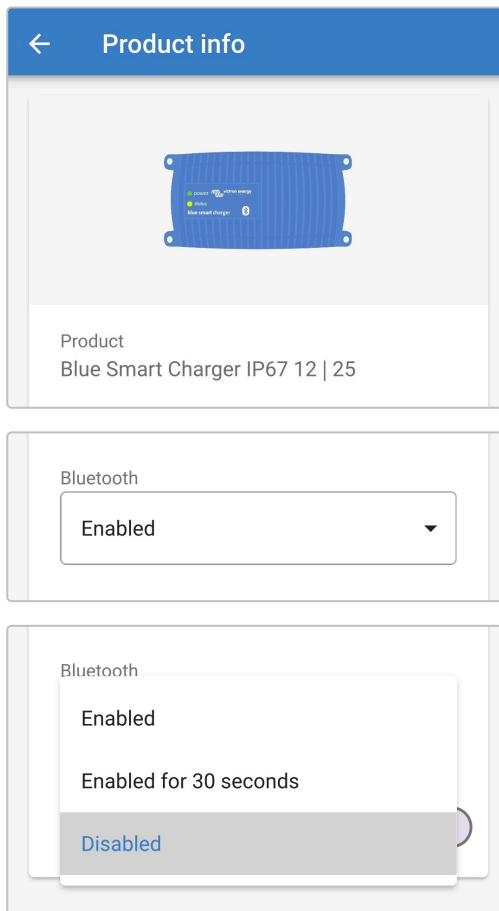 Product info
power victron energy
status
blue smart charger
Product
Blue Smart Charger IP67 12 | 25
Bluetooth
Enabled
Bluetooth
Enabled
Enabled for 30 seconds
Disabled